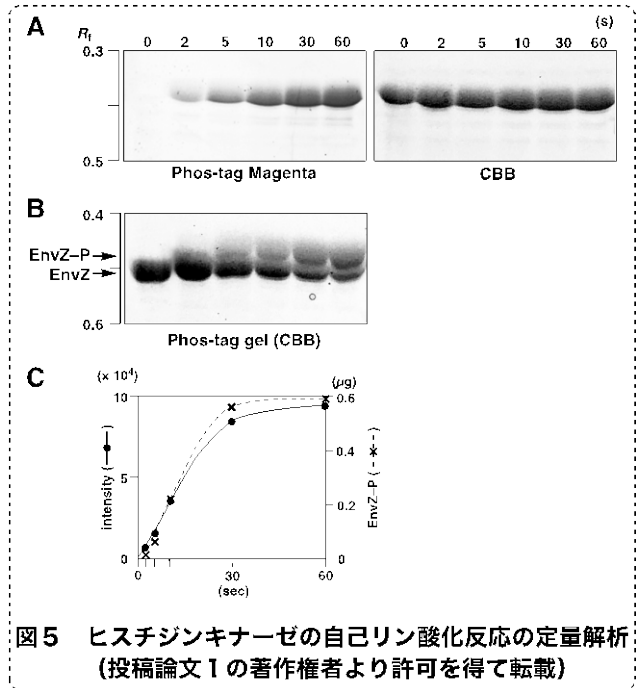 A
Rf
0 2 5 10 30 60
(s)
0 2 5 10 30 60
0.3
0.5
Phos-tag Magenta
CBB
B
0.4
EnvZ–P
EnvZ
0.6
Phos-tag gel (CBB)
C
(× 10⁴)
(μg)
10
5
0
intensity (—●—)
0.6
0.4
0.2
0
EnvZ–P (-×-)
0 30 60
(sec)
図5 ヒスチジンキナーゼの自己リン酸化反応の定量解析
(投稿論文1の著作権者より許可を得て転載)